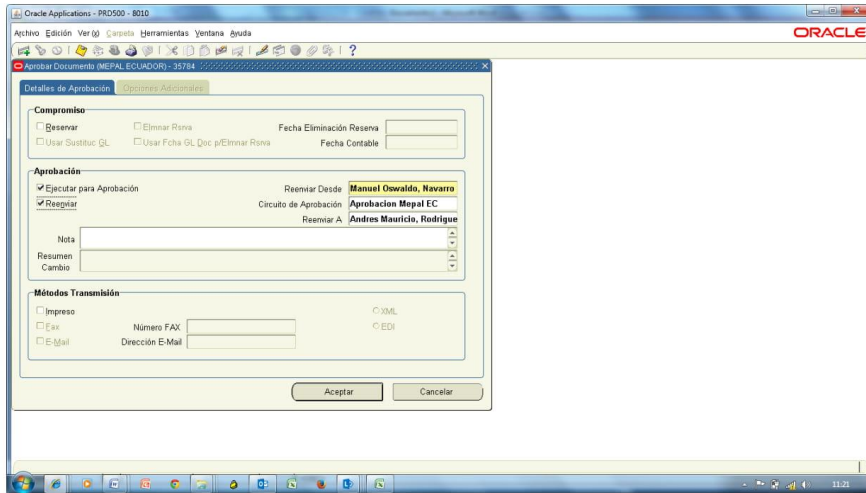 Oracle Applications - PRD500 - 8010
Archivo Edición Ver(x) Carpeta Herramientas Ventana Ayuda
ORACLE
Aprobar Documento (MEPAL ECUADOR) - 35784
Detalles de Aprobación Opciones Adicionales
Compromiso
Reservar Elmnar Rsrva Fecha Eliminación Reserva
Usar Sustituc GL Usar Fcha GL Doc p/Elmnar Rsrva Fecha Contable
Aprobación
Ejecutar para Aprobación Reenviar Desde Manuel Oswaldo, Navarro
Reenviar Circuito de Aprobación Aprobacion Mepal EC
Reenviar A Andres Mauricio, Rodrigue
Nota
Resumen
Cambio
Métodos Transmisión
Impreso XML
Fax Número FAX EDI
E-Mail Dirección E-Mail
Aceptar Cancelar
11:21